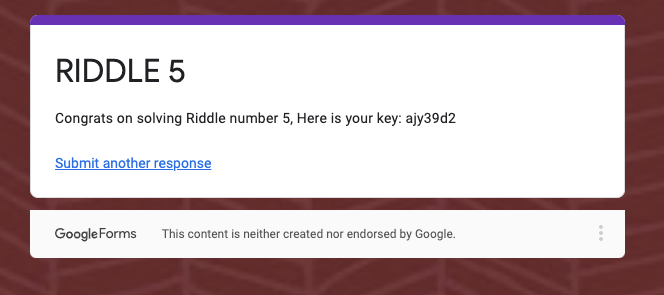 RIDDLE 5
Congrats on solving Riddle number 5, Here is your key: ajy39d2
Submit another response
Google Forms This content is neither created nor endorsed by Google.